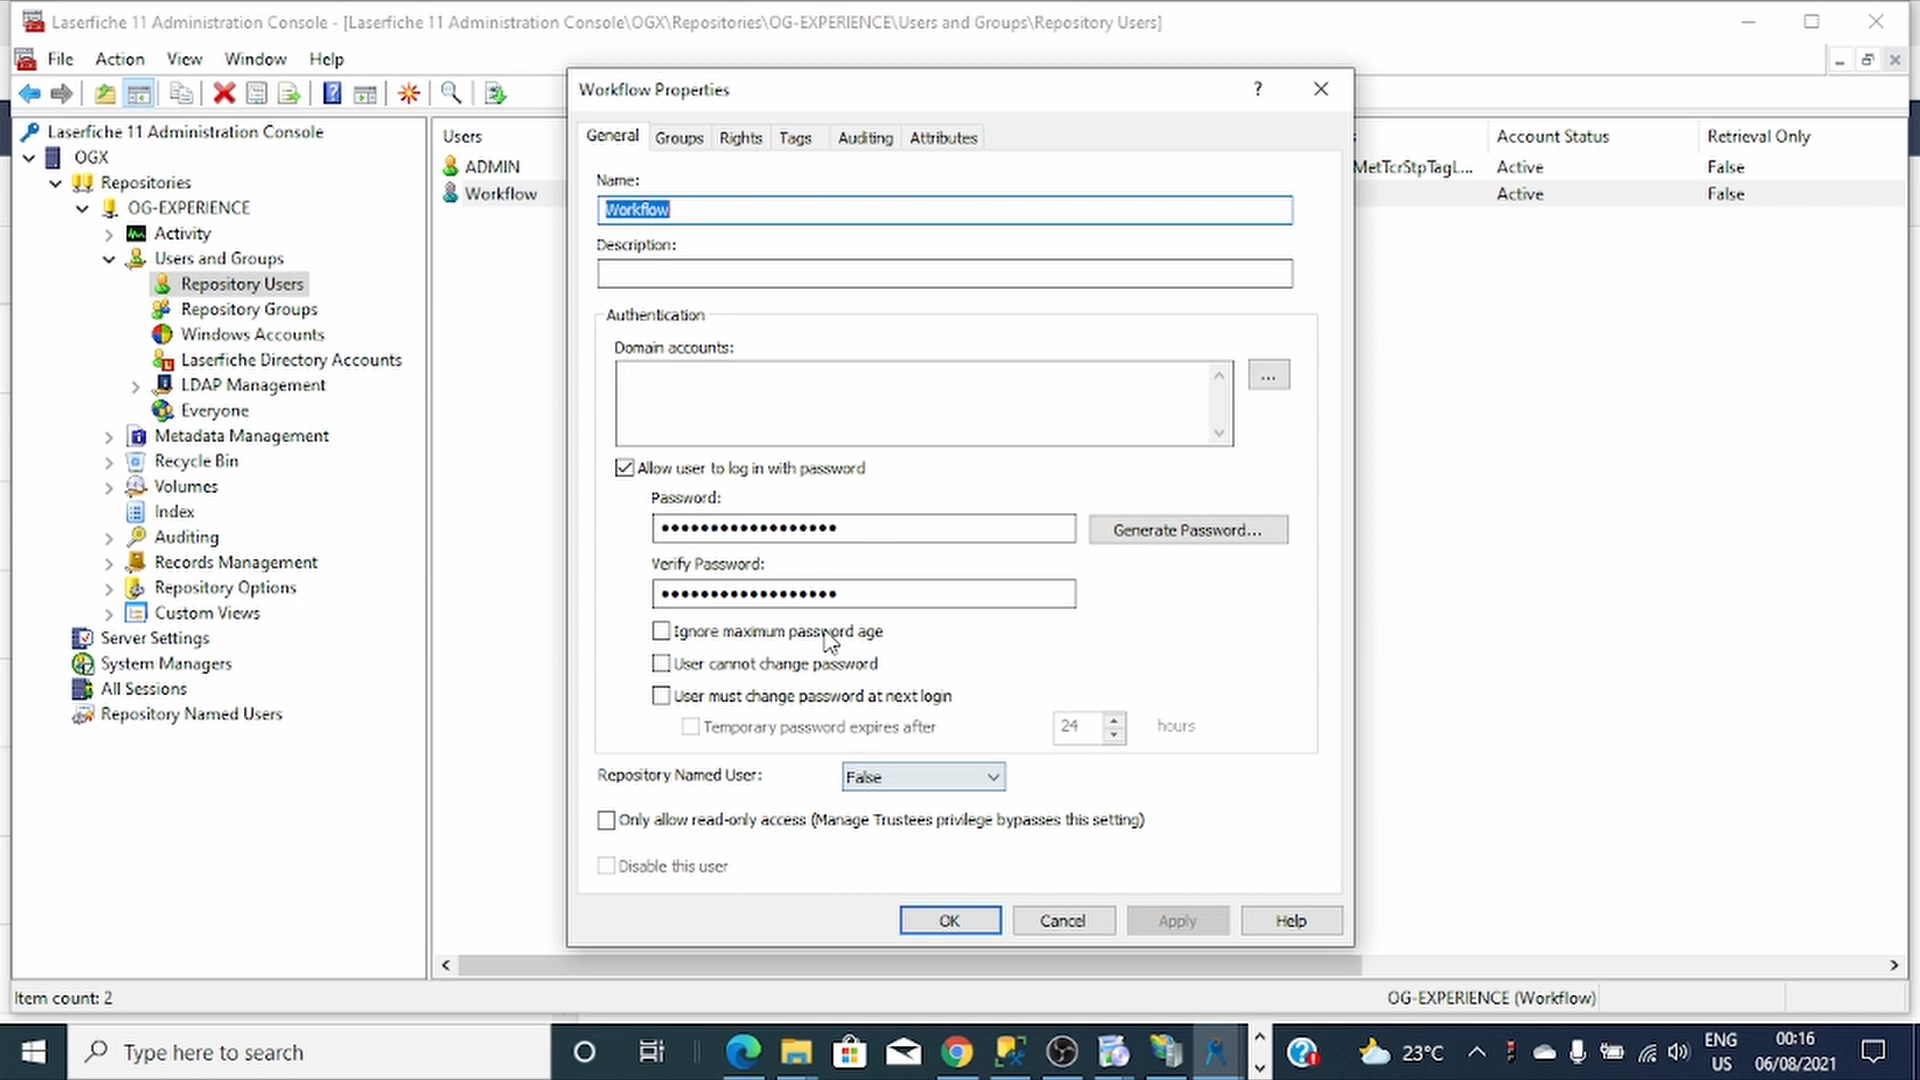 Laserfiche 11 Administration Console - [Laserfiche 11 Administration Console\OGX\Repositories\OG-EXPERIENCE\Users and Groups\Repository Users]
File Action View Window Help
Laserfiche 11 Administration Console
OGX
Repositories
OG-EXPERIENCE
Activity
Users and Groups
Repository Users
Repository Groups
Windows Accounts
Laserfiche Directory Accounts
LDAP Management
Everyone
Metadata Management
Recycle Bin
Volumes
Index
Auditing
Records Management
Repository Options
Custom Views
Server Settings
System Managers
All Sessions
Repository Named Users
Users
ADMIN
Workflow
Workflow Properties
General Groups Rights Tags Auditing Attributes
Name:
Workflow
Description:
Authentication
Domain accounts:
...
Allow user to log in with password
Password:
Generate Password...
Verify Password:
Ignore maximum password age
User cannot change password
User must change password at next login
Temporary password expires after 24 hours
Repository Named User: False
Only allow read-only access (Manage Trustees privilege bypasses this setting)
Disable this user
OK Cancel Apply Help
Account Status Retrieval Only
MetTcrStpTagL... Active False
Active False
Item count: 2
OG-EXPERIENCE (Workflow)
Type here to search
23°C
ENG
US
00:16
06/08/2021